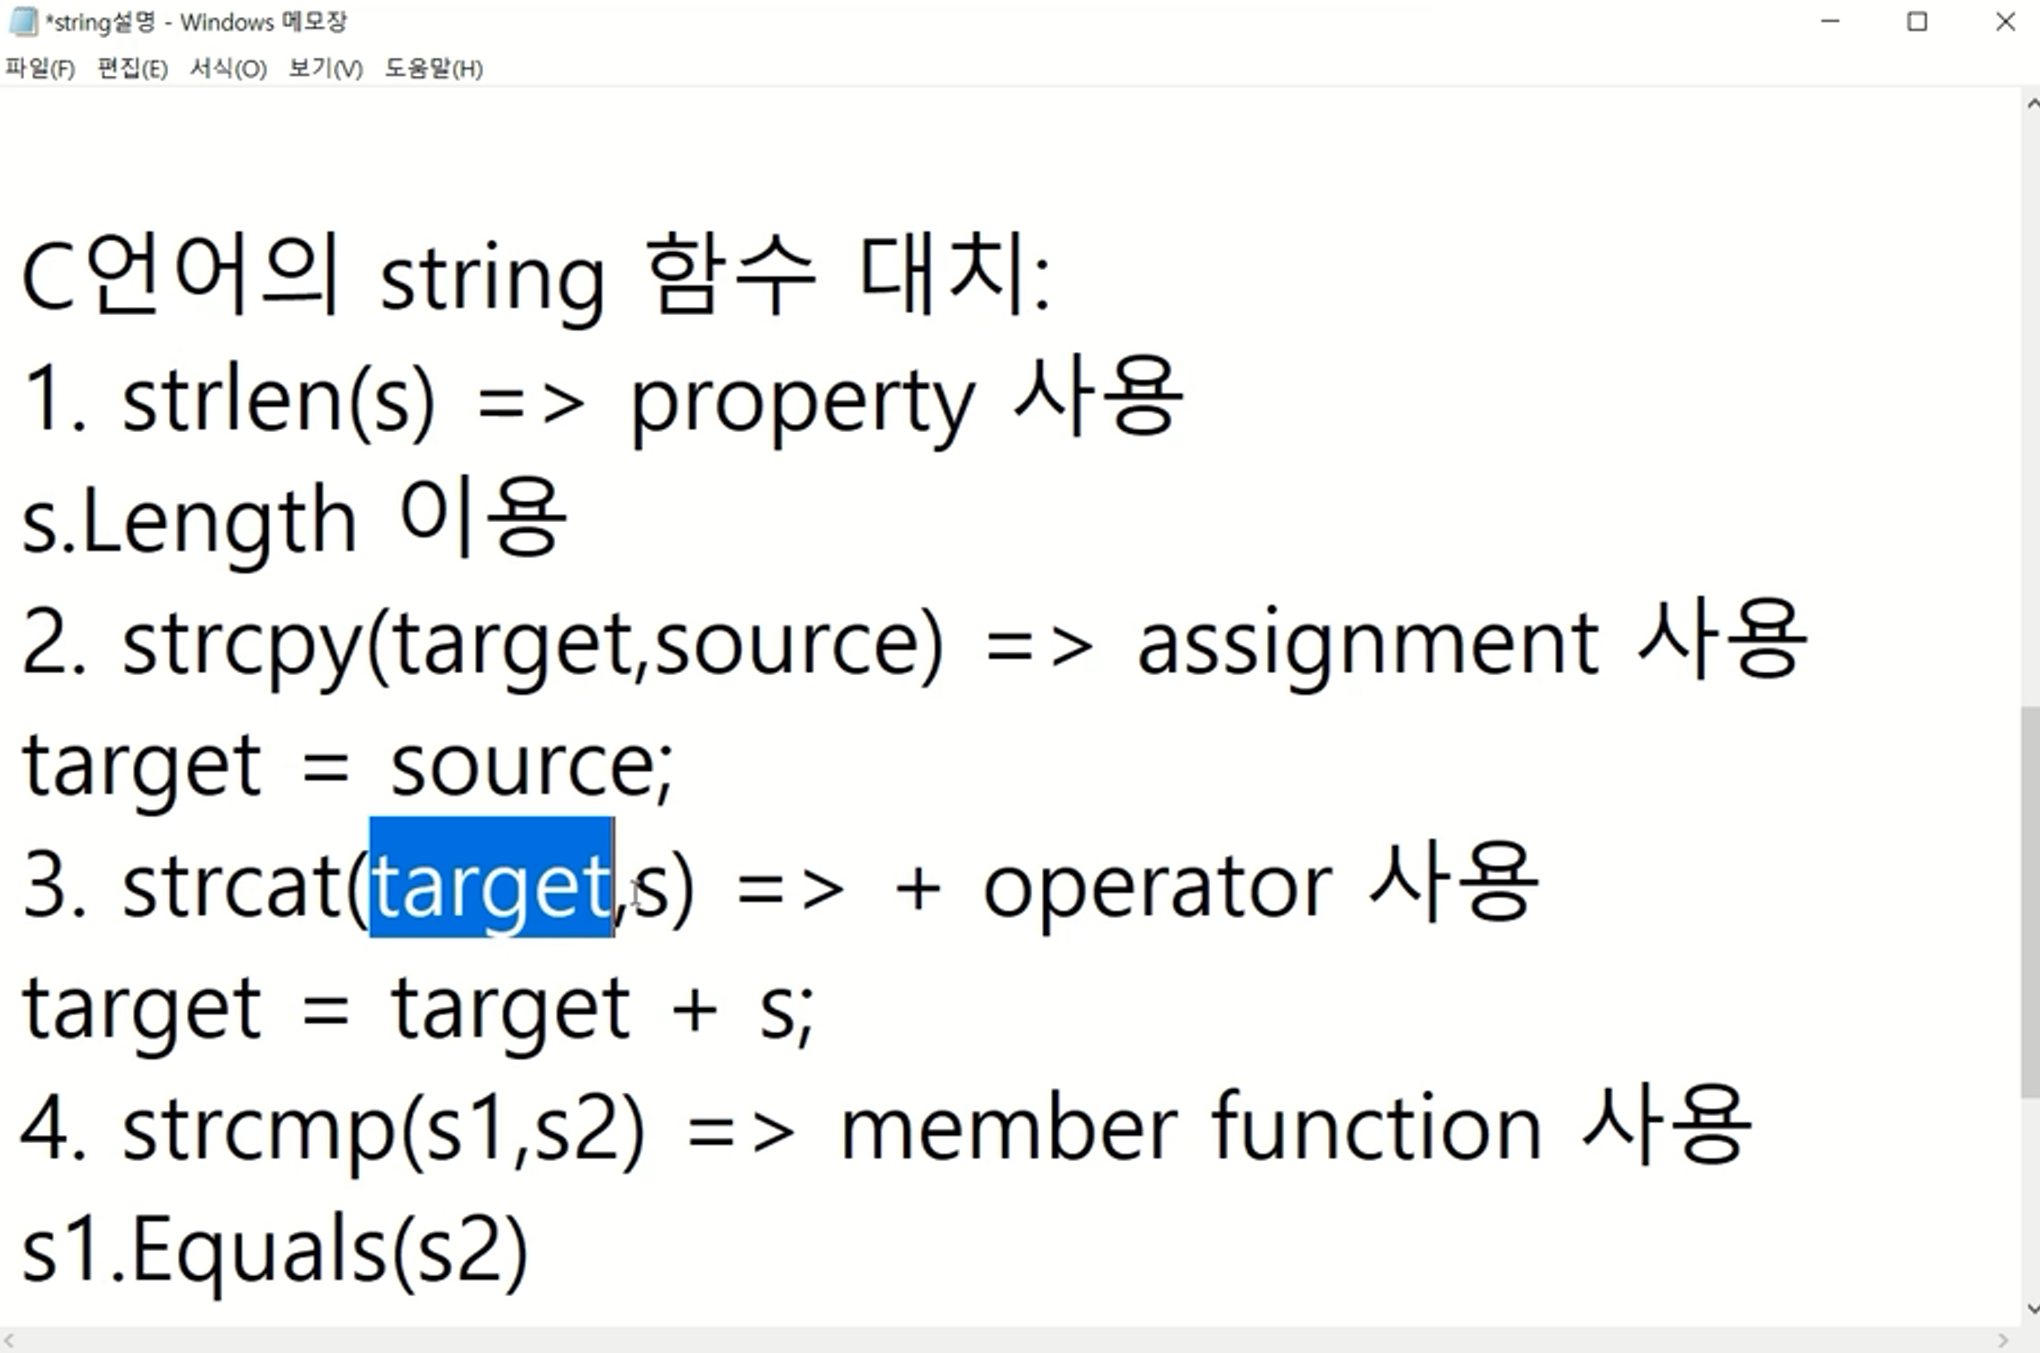 *string설명 - Windows 메모장
파일(F) 편집(E) 서식(O) 보기(V) 도움말(H)
C언어의 string 함수 대치:
1. strlen(s) => property 사용
s.Length 이용
2. strcpy(target,source) => assignment 사용
target = source;
3. strcat(target,s) => + operator 사용
target = target + s;
4. strcmp(s1,s2) => member function 사용
s1.Equals(s2)